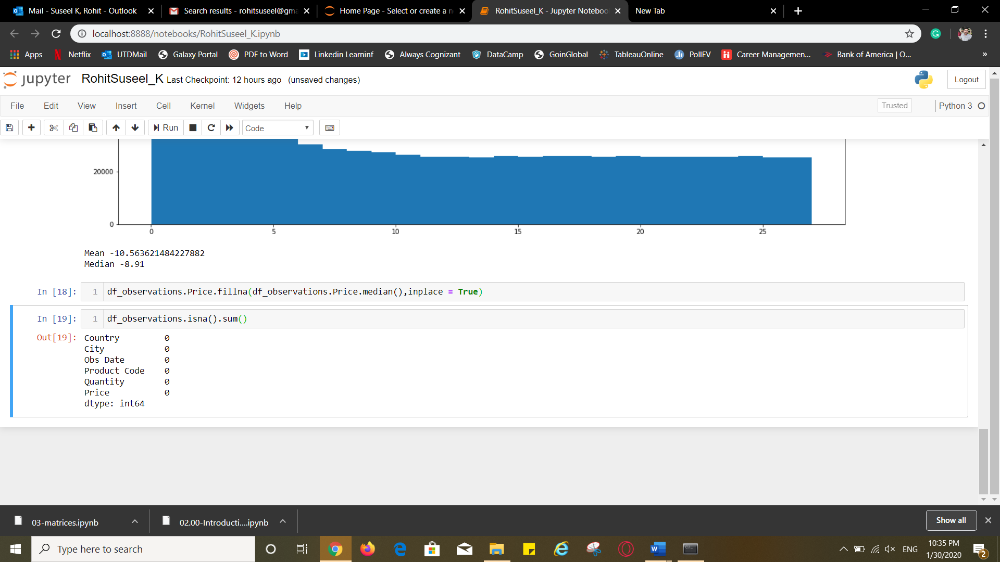 Mail - Suseel K, Rohit - Outlook
Search results - rohitsuseel@gma
Home Page - Select or create a n
RohitSuseel_K - Jupyter Noteboo
New Tab
localhost:8888/notebooks/RohitSuseel_K.ipynb
Apps
Netflix
UTDMail
Galaxy Portal
PDF to Word
Linkedin Learninf
Always Cognizant
DataCamp
GoinGlobal
TableauOnline
PollEV
Career Managemen...
Bank of America | O...
»
jupyter
RohitSuseel_K Last Checkpoint: 12 hours ago (unsaved changes)
Logout
File Edit View Insert Cell Kernel Widgets Help
Trusted
Python 3
Run
Code
20000
0
0 5 10 15 20 25
Mean -10.563621484227882
Median -8.91
In [18]: 1 df_observations.Price.fillna(df_observations.Price.median(),inplace = True)
In [19]: 1 df_observations.isna().sum()
Out[19]: Country 0
City 0
Obs Date 0
Product Code 0
Quantity 0
Price 0
dtype: int64
03-matrices.ipynb
02.00-Introducti....ipynb
Show all
Type here to search
ENG
10:35 PM
1/30/2020
2